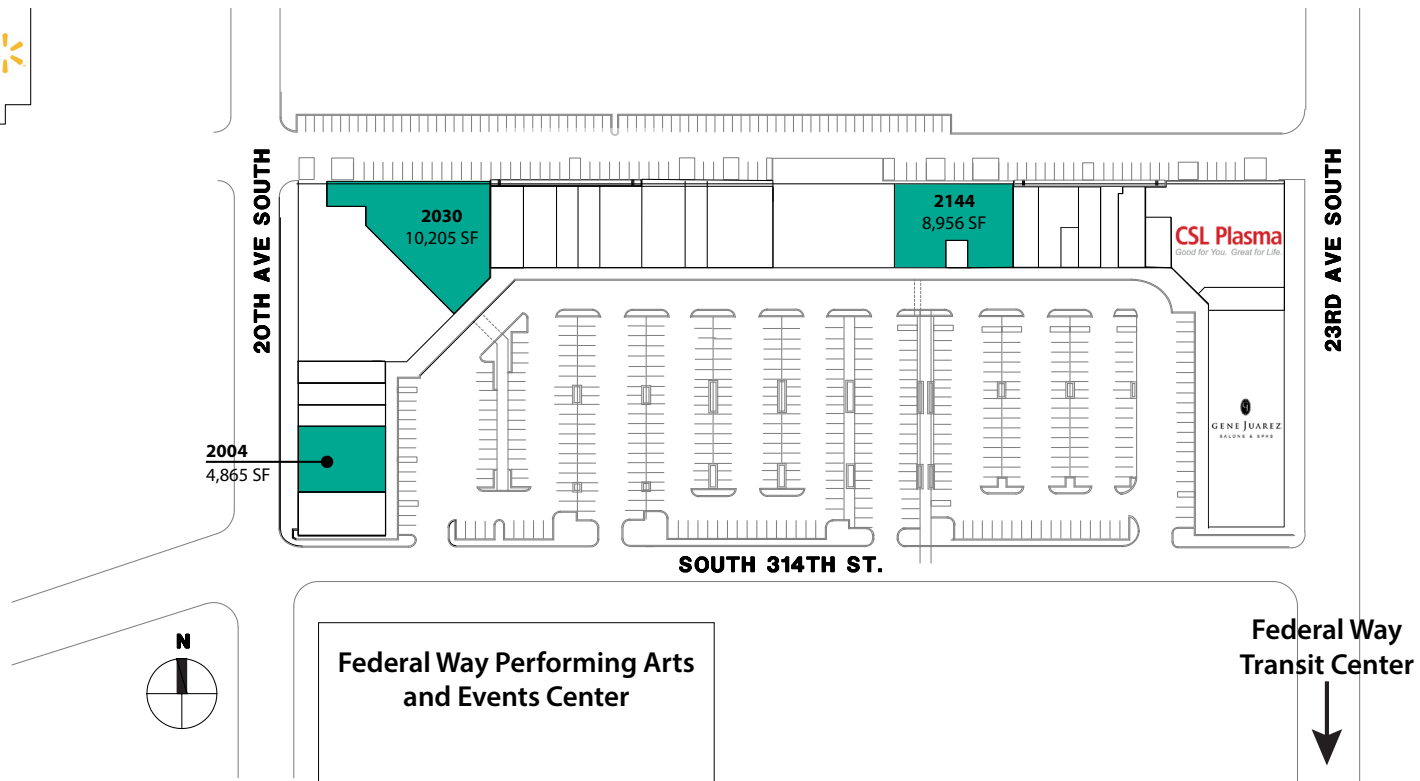 20TH AVE SOUTH
2030
10,205 SF
2144
8,956 SF
CSL Plasma
Good for You. Great for Life.
23RD AVE SOUTH
GENE JUAREZ
SALONS & SPAS
2004
4,865 SF
SOUTH 314TH ST.
N
Federal Way Performing Arts
and Events Center
Federal Way
Transit Center